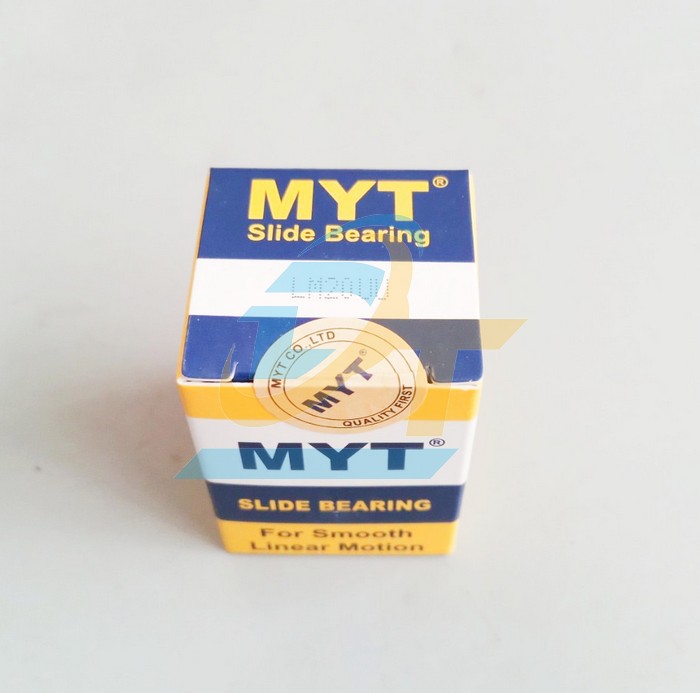 MYT®
Slide Bearing
LM20UU
MYT CO.,LTD
MYT®
QUALITY FIRST
MYT®
SLIDE BEARING
For Smooth
Linear Motion